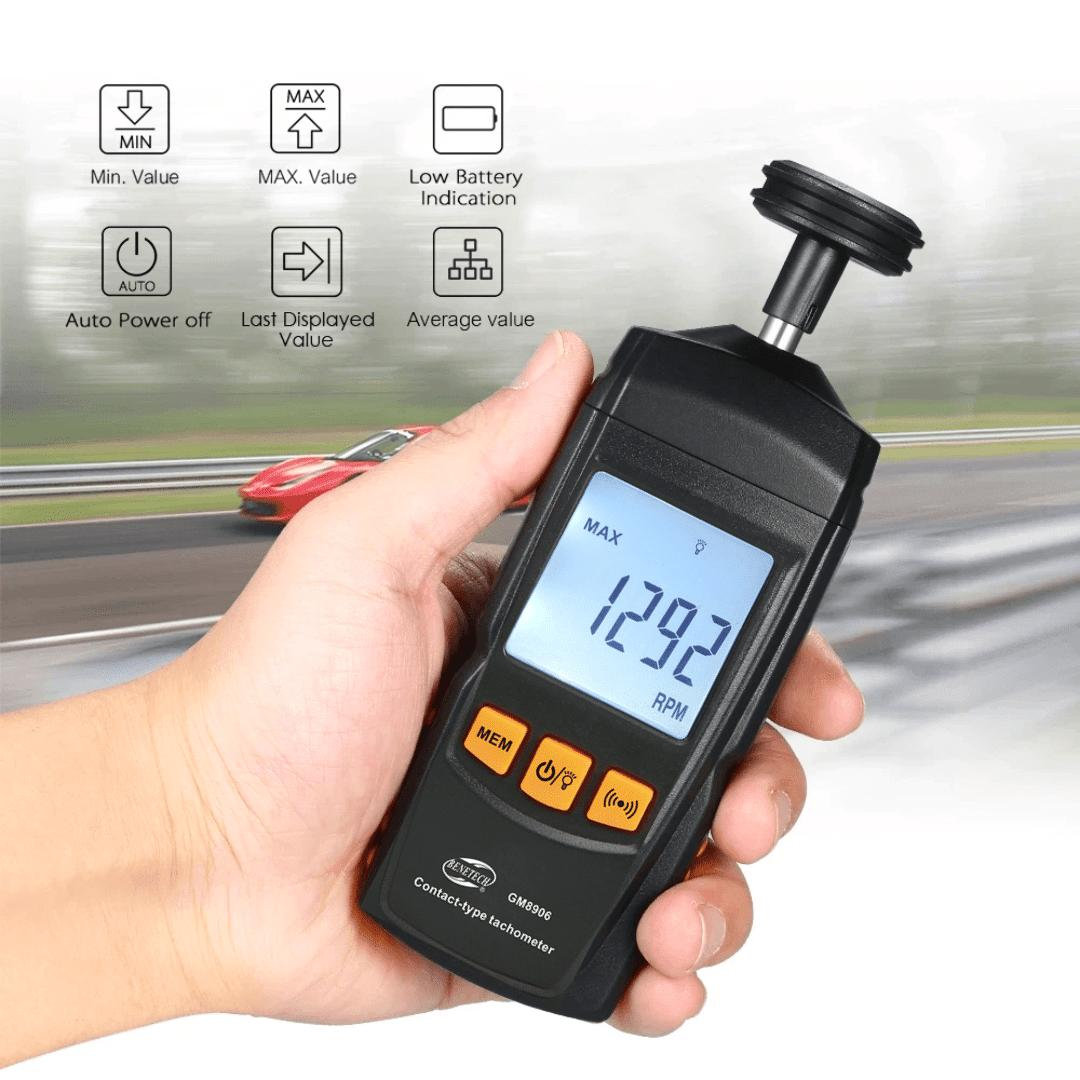 MIN
Min. Value
MAX
MAX. Value
Low Battery
Indication
AUTO
Auto Power off
Last Displayed
Value
Average value
MAX
1292
RPM
MEM
BENETECH®
GM8906
Contact-type tachometer